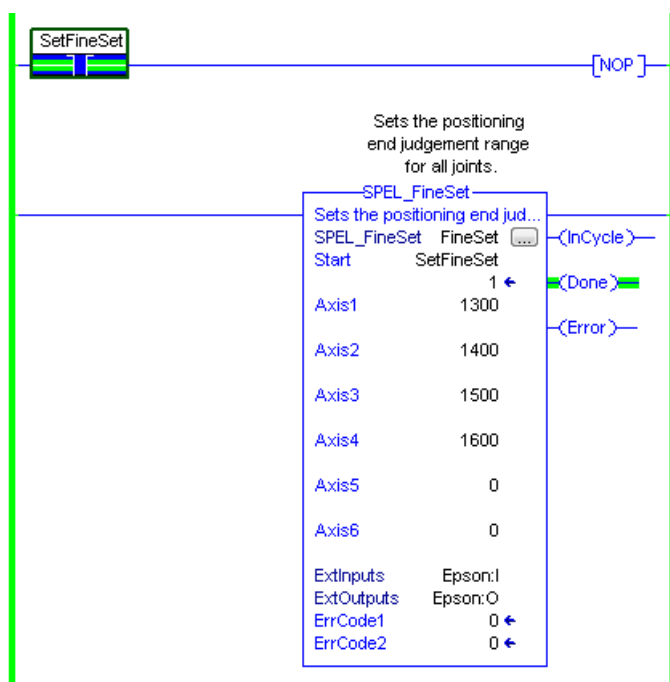 SetFineSet
NOP
Sets the positioning
end judgement range
for all joints.
SPEL_FineSet
Sets the positioning end jud...
SPEL_FineSet FineSet ... (InCycle)
Start SetFineSet
1 (Done)
Axis1 1300
(Error)
Axis2 1400
Axis3 1500
Axis4 1600
Axis5 0
Axis6 0
ExtInputs Epson:I
ExtOutputs Epson:O
ErrCode1 0
ErrCode2 0